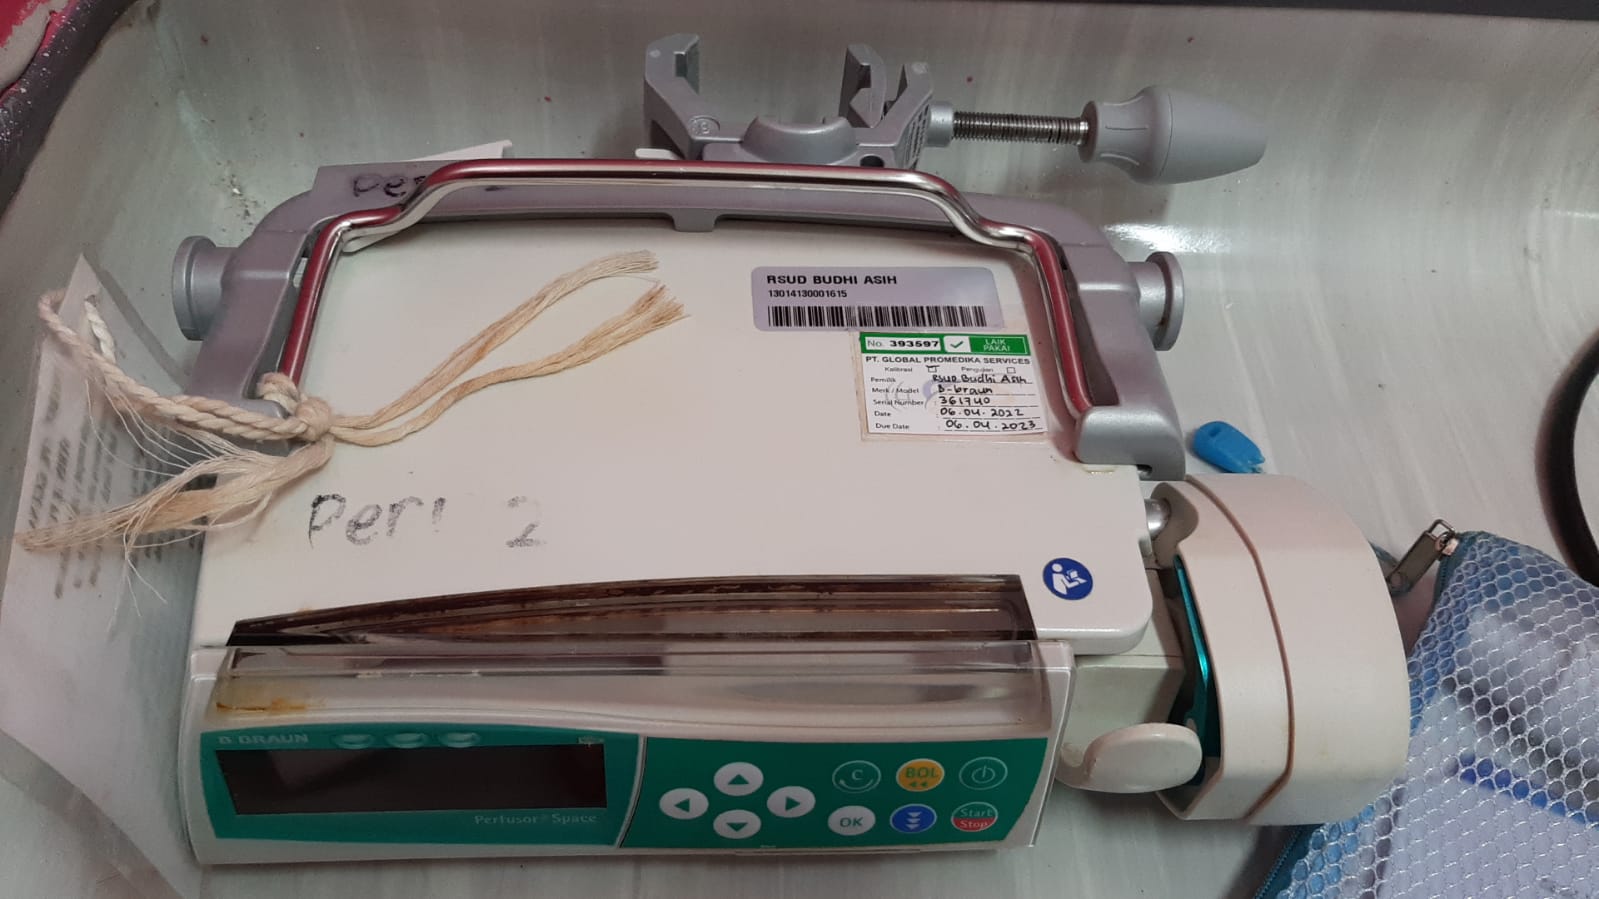 Per
RSUD BUDHI ASIH
13014130001615
No. 393597 LAIK PAKAI
PT. GLOBAL PROMEDIKA SERVICES
Kalibrasi Pengujian
Pemilik RSUD Budhi Asih
Merk / Model B-braun
Serial Number 361740
Date : 06.04.2022
Due Date : 06.04.2023
Peri 2
B BRAUN
Perfusor® Space
C
BOL
OK
Start
Stop